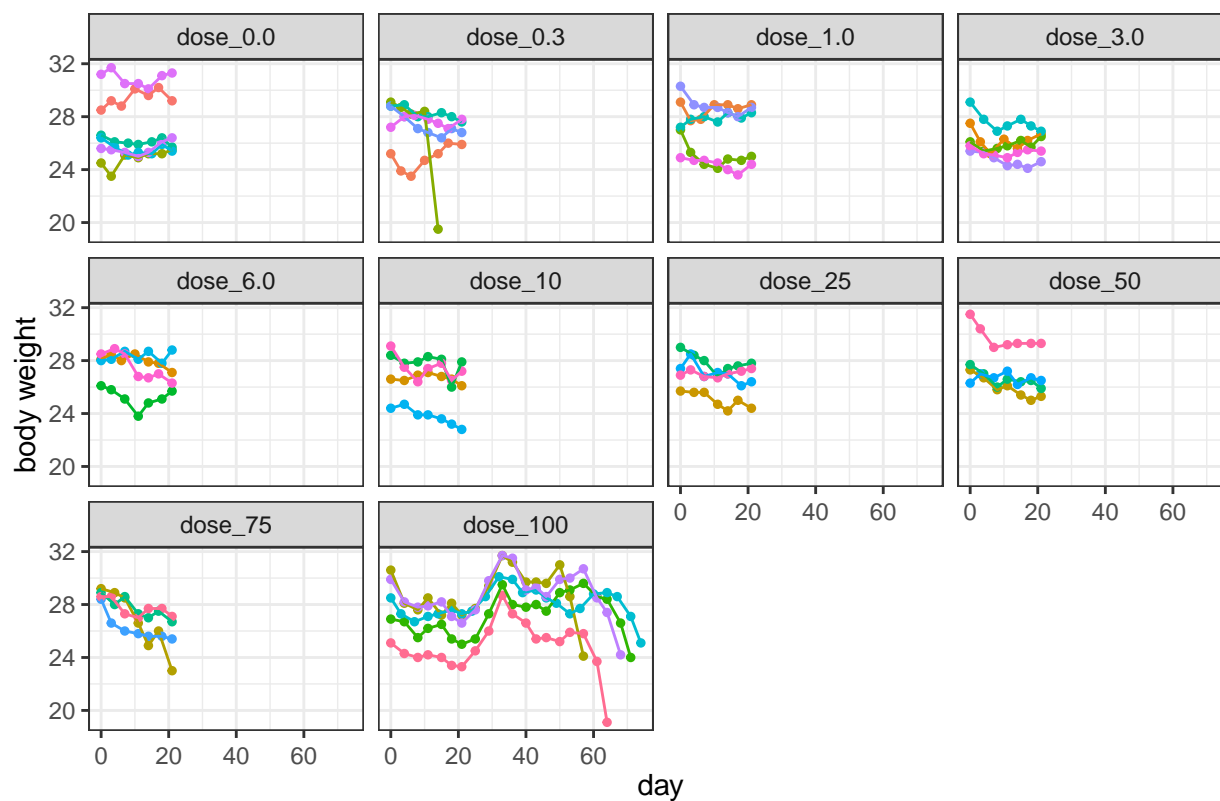 dose_0.0 dose_0.3 dose_1.0 dose_3.0
32
28
24
20
dose_6.0 dose_10 dose_25 dose_50
32
28
24
20
0 20 40 60 0 20 40 60
dose_75 dose_100
32
28
24
20
0 20 40 60 0 20 40 60
body weight
day